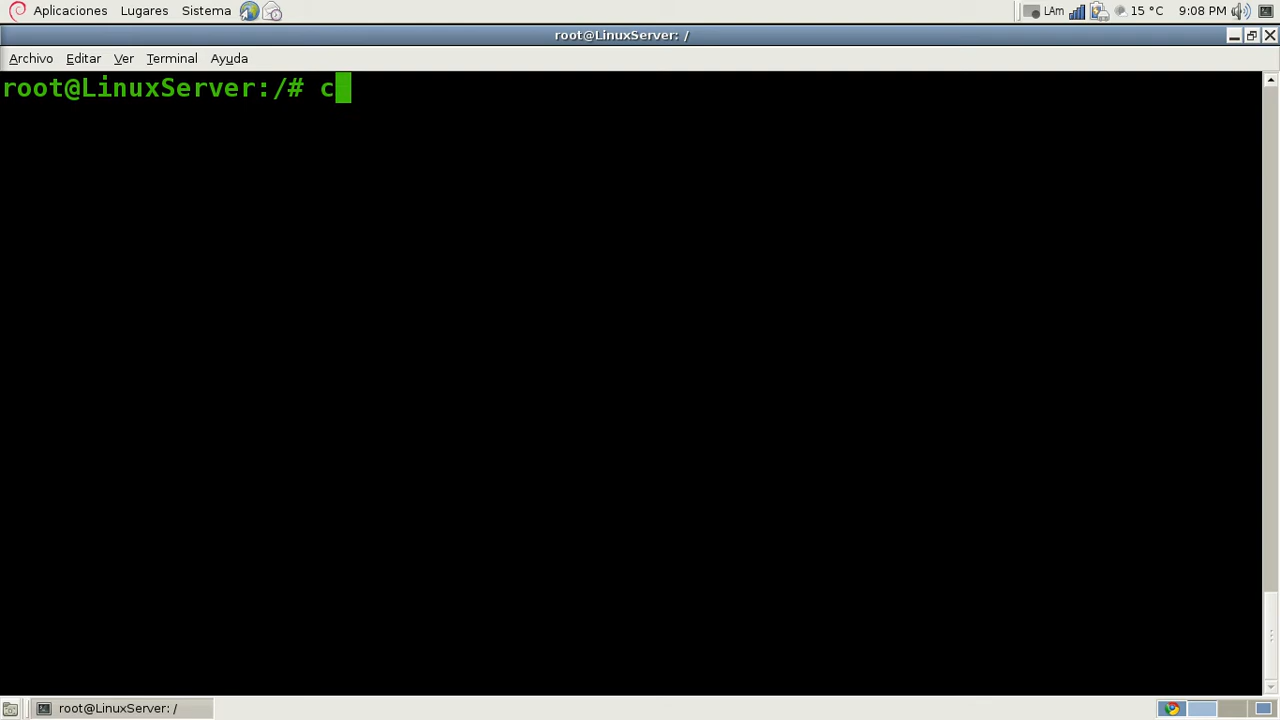 Aplicaciones Lugares Sistema LAm 15 °C 9:08 PM
root@LinuxServer: /
Archivo Editar Ver Terminal Ayuda
root@LinuxServer:/# c
root@LinuxServer: /